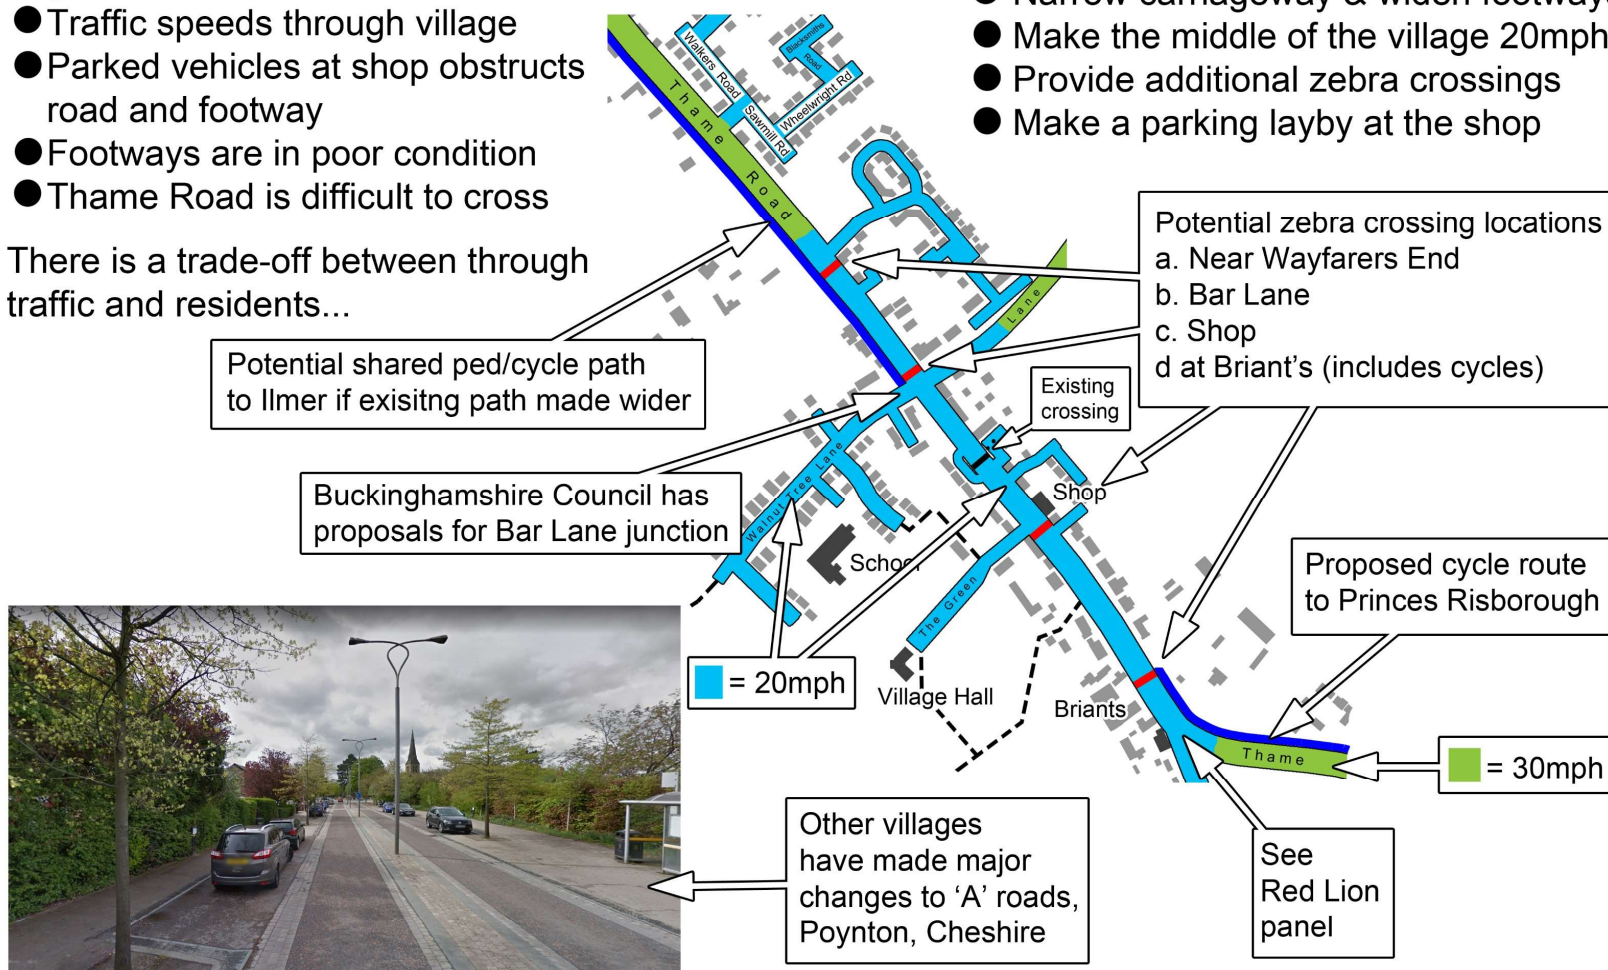 ● Traffic speeds through village
● Parked vehicles at shop obstructs
road and footway
● Footways are in poor condition
● Thame Road is difficult to cross
There is a trade-off between through
traffic and residents...
● Narrow carriageway & widen footways
● Make the middle of the village 20mph
● Provide additional zebra crossings
● Make a parking layby at the shop
Walkers Road
Blacksmiths
Road
Sawmill Rd
Wheelwright Rd
Thame Road
Lane
Potential zebra crossing locations
a. Near Wayfarers End
b. Bar Lane
c. Shop
d at Briant's (includes cycles)
Potential shared ped/cycle path
to Ilmer if exisitng path made wider
Existing
crossing
Buckinghamshire Council has
proposals for Bar Lane junction
Walnut Tree Lane
Shop
School
The Green
Proposed cycle route
to Princes Risborough
= 20mph
Village Hall
Briants
Thame
= 30mph
Other villages
have made major
changes to ‘A’ roads,
Poynton, Cheshire
See
Red Lion
panel